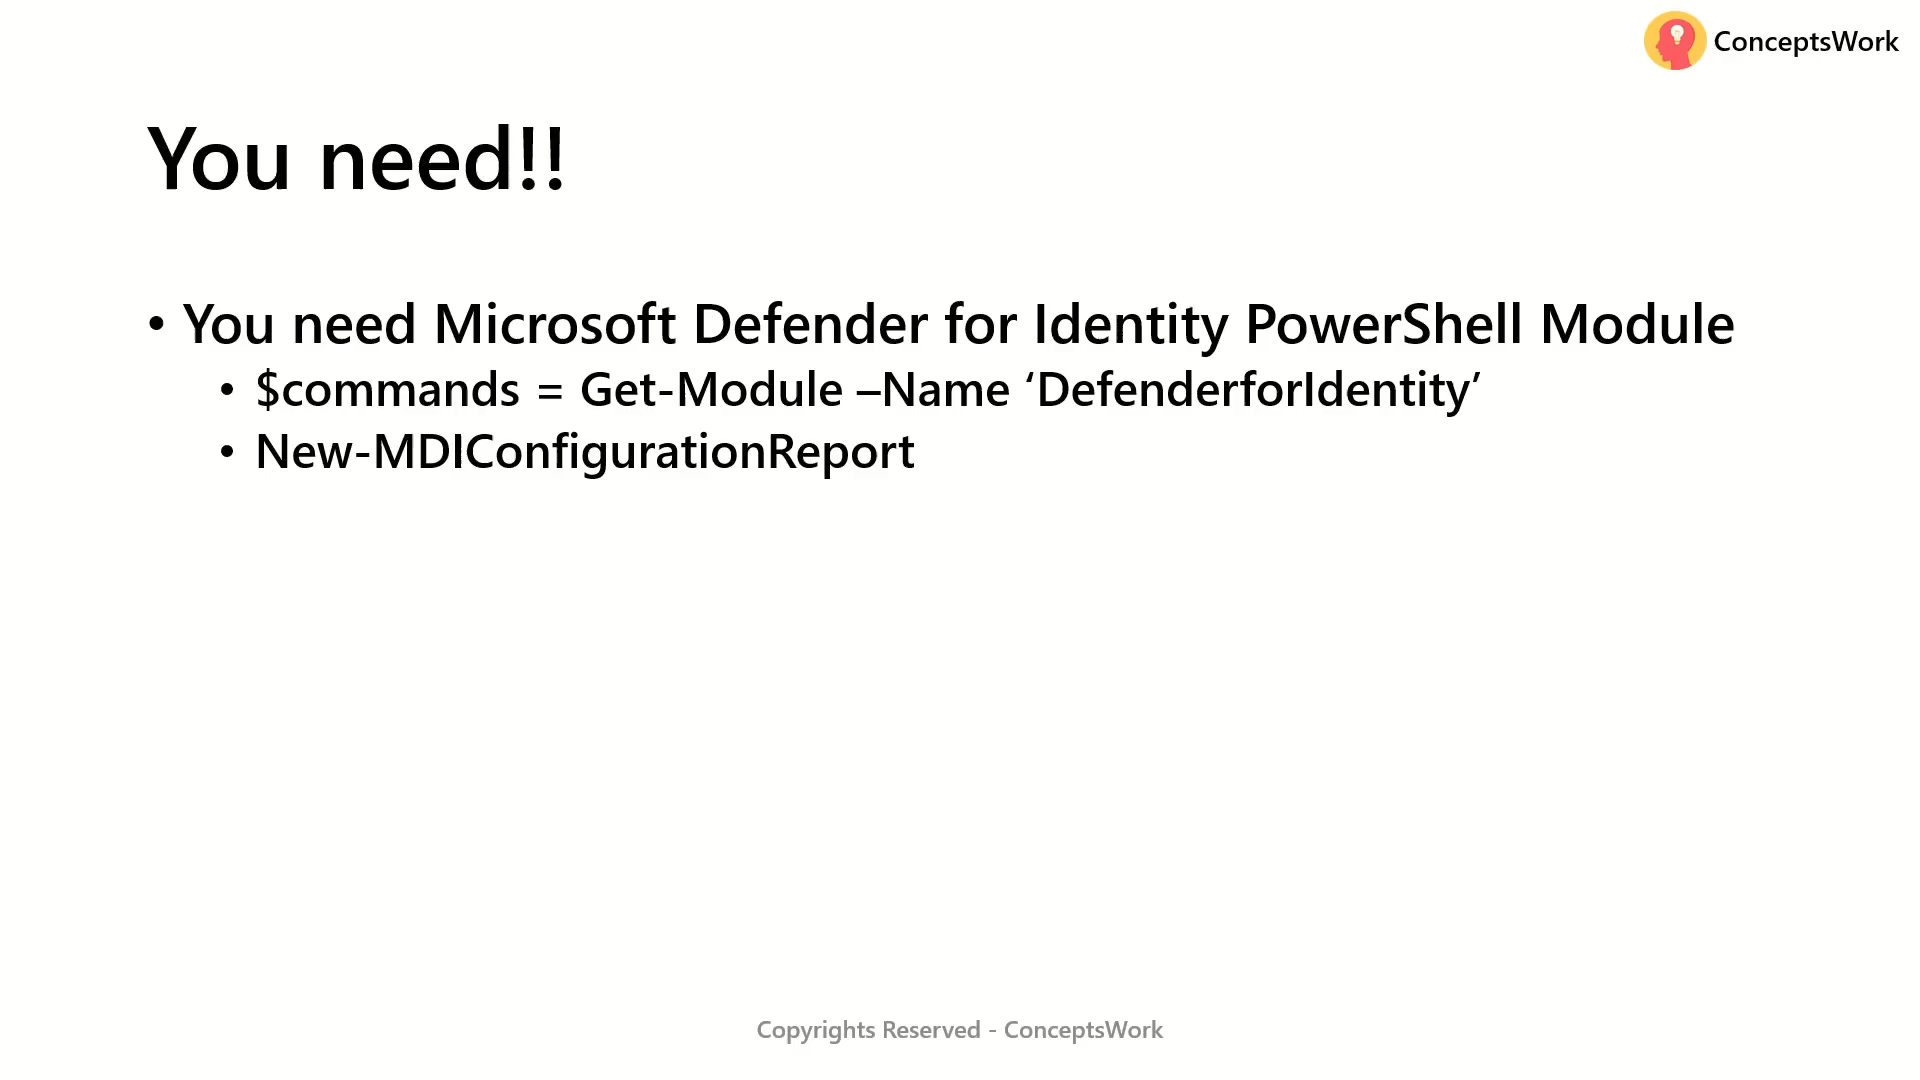 ConceptsWork
You need!!
• You need Microsoft Defender for Identity PowerShell Module
• $commands = Get-Module –Name ‘DefenderforIdentity’
• New-MDIConfigurationReport
Copyrights Reserved - ConceptsWork